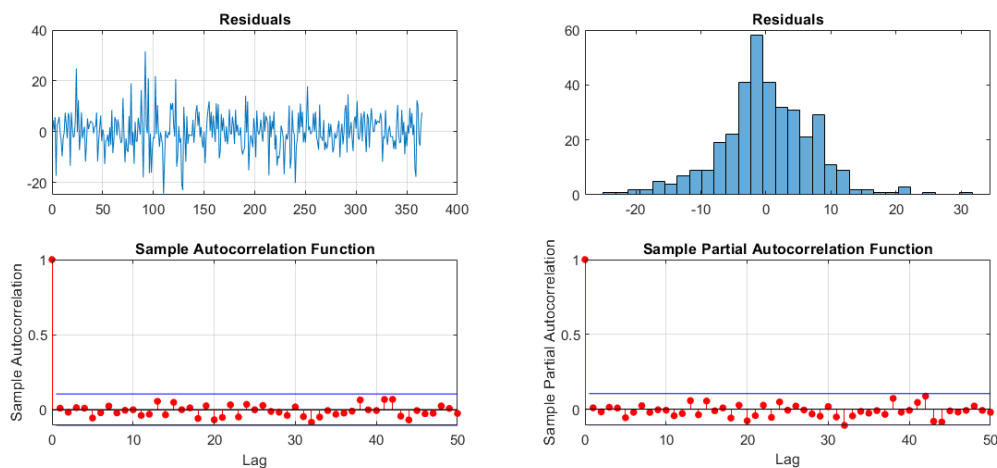 Residuals
40
20
0
-20
0 50 100 150 200 250 300 350 400
Residuals
60
40
20
0
-20 -10 0 10 20 30
Sample Autocorrelation Function
Sample Autocorrelation
1
0.5
0
0 10 20 30 40 50
Lag
Sample Partial Autocorrelation Function
Sample Partial Autocorrelation
1
0.5
0
0 10 20 30 40 50
Lag